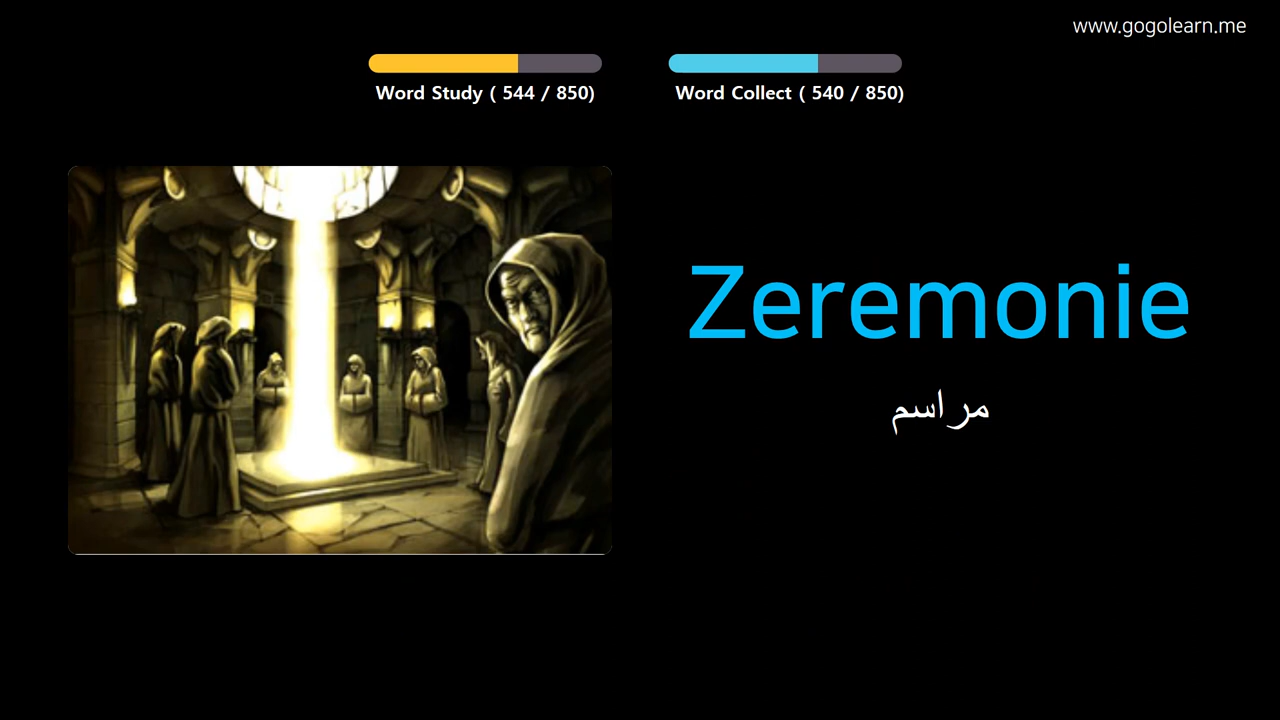 www.gogolearn.me
Word Study ( 544 / 850)
Word Collect ( 540 / 850)
Zeremonie
مراسم